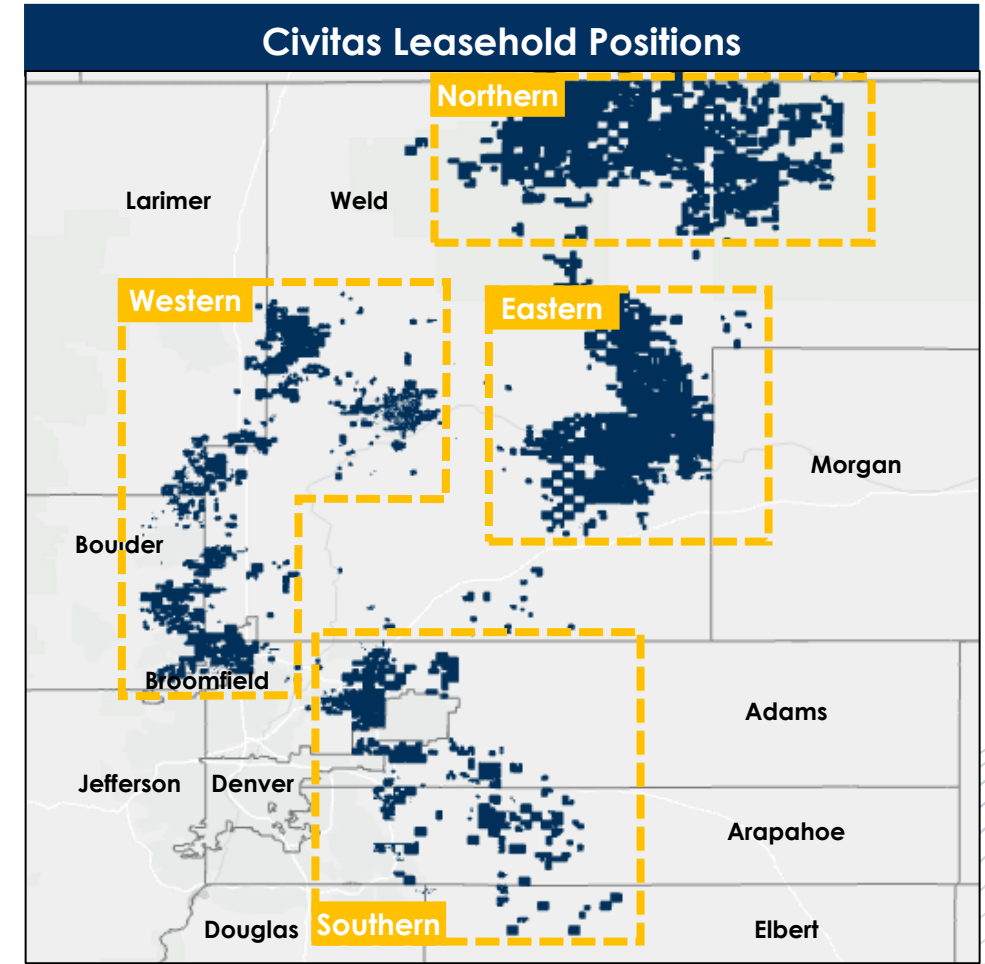 Civitas Leasehold Positions
Northern
Larimer
Weld
Western
Eastern
Morgan
Boulder
Broomfield
Adams
Jefferson
Denver
Arapahoe
Douglas
Southern
Elbert